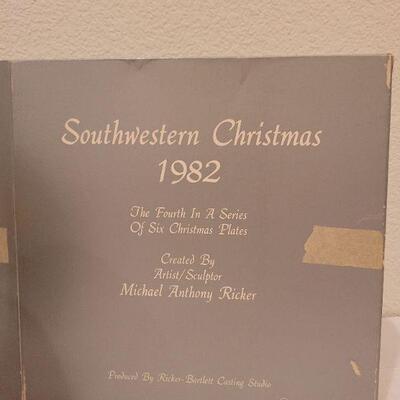 Southwestern Christmas
1982
The Fourth In A Series
Of Six Christmas Plates
Created By
Artist/Sculptor
Michael Anthony Ricker
Produced By Ricker-Bartlett Casting Studio